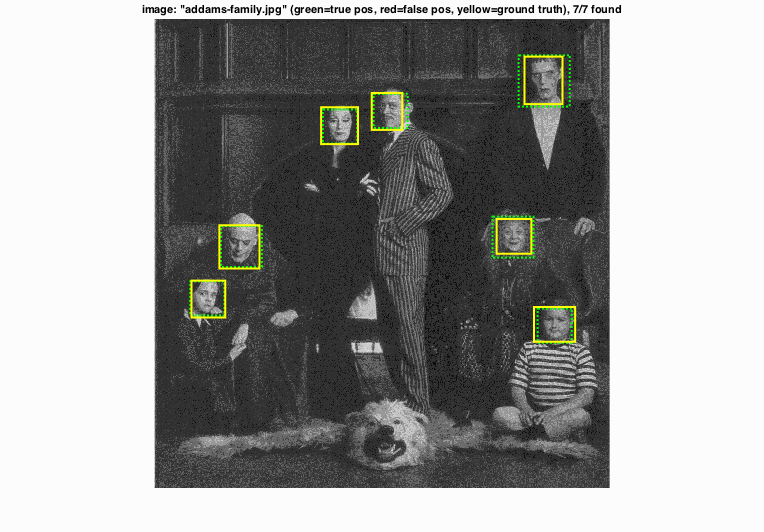 image: "addams-family.jpg" (green=true pos, red=false pos, yellow=ground truth), 7/7 found